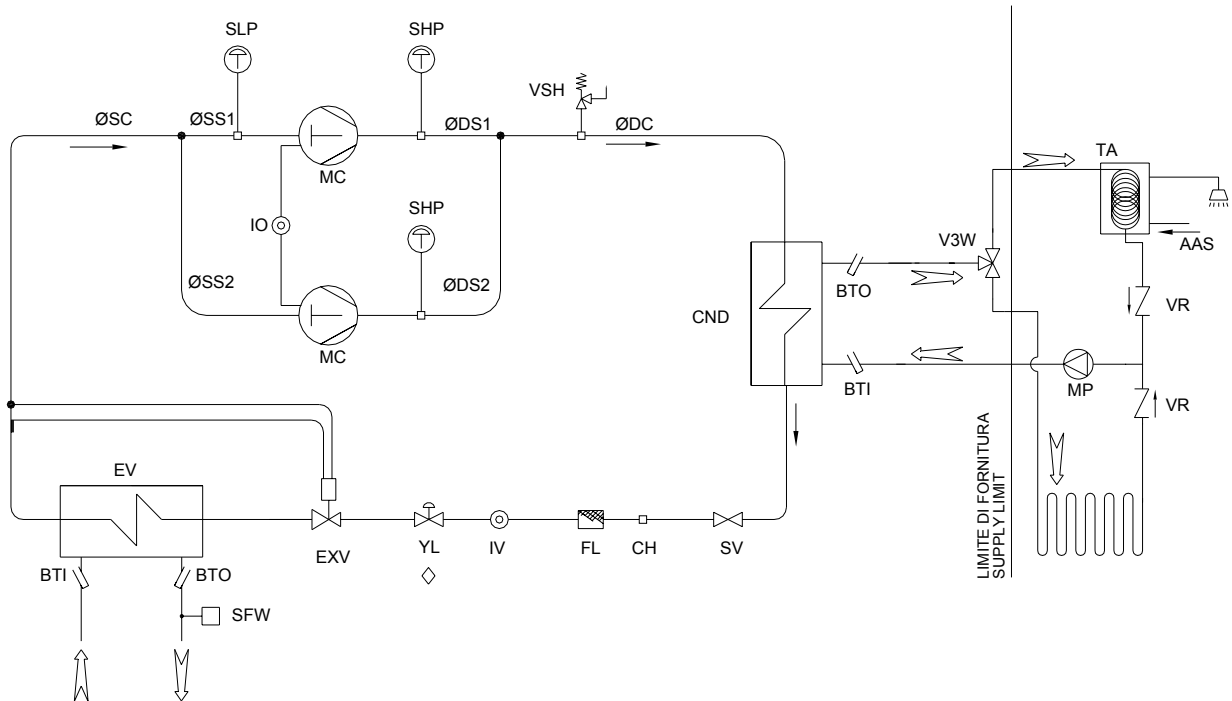 SLP
SHP
VSH
ØSC
ØSS1
ØDS1
ØDC
MC
TA
SHP
IO
V3W
AAS
ØSS2
ØDS2
BTO
CND
VR
MC
BTI
MP
VR
EV
LIMITE DI FORNITURA
SUPPLY LIMIT
EXV
YL
IV
FL
CH
SV
BTI
BTO
SFW